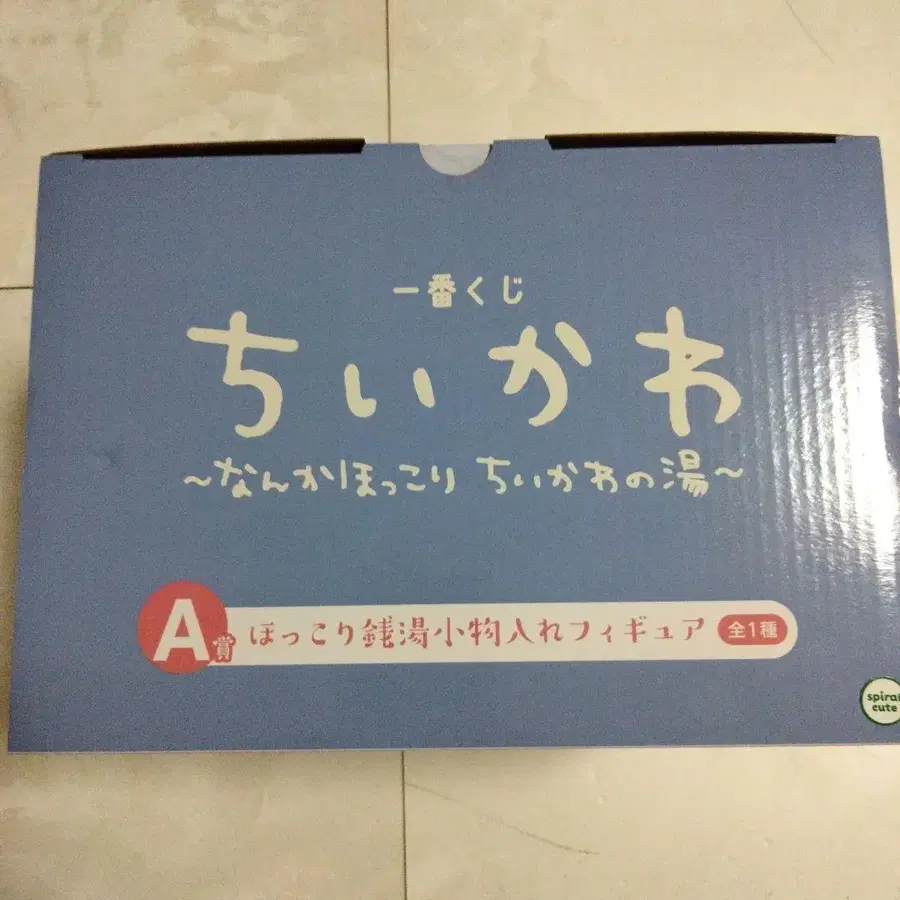 一番くじ
ちいかわ
～なんかほっこり ちいかわの湯～
A賞 ほっこり銭湯小物入れフィギュア 全1種
spiral
cute